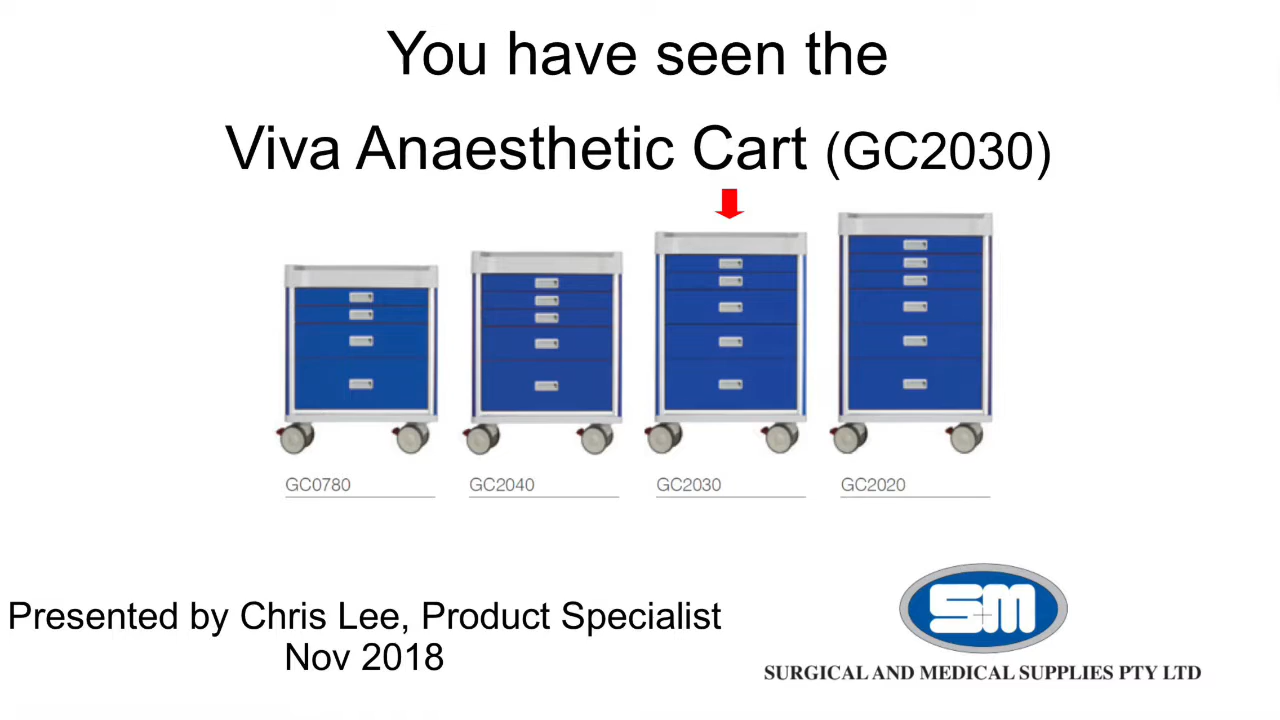 You have seen the
Viva Anaesthetic Cart (GC2030)
GC0780 GC2040 GC2030 GC2020
Presented by Chris Lee, Product Specialist
Nov 2018
SM
SURGICAL AND MEDICAL SUPPLIES PTY LTD